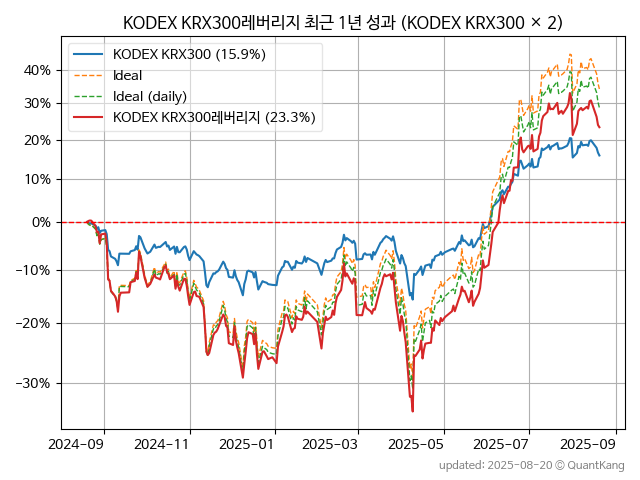 KODEX KRX300레버리지 최근 1년 성과 (KODEX KRX300 × 2)
KODEX KRX300 (15.9%)
Ideal
Ideal (daily)
KODEX KRX300레버리지 (23.3%)
40%
30%
20%
10%
0%
−10%
−20%
−30%
2024−09
2024−11
2025−01
2025−03
2025−05
2025−07
2025−09
updated: 2025−08−20 © QuantKang